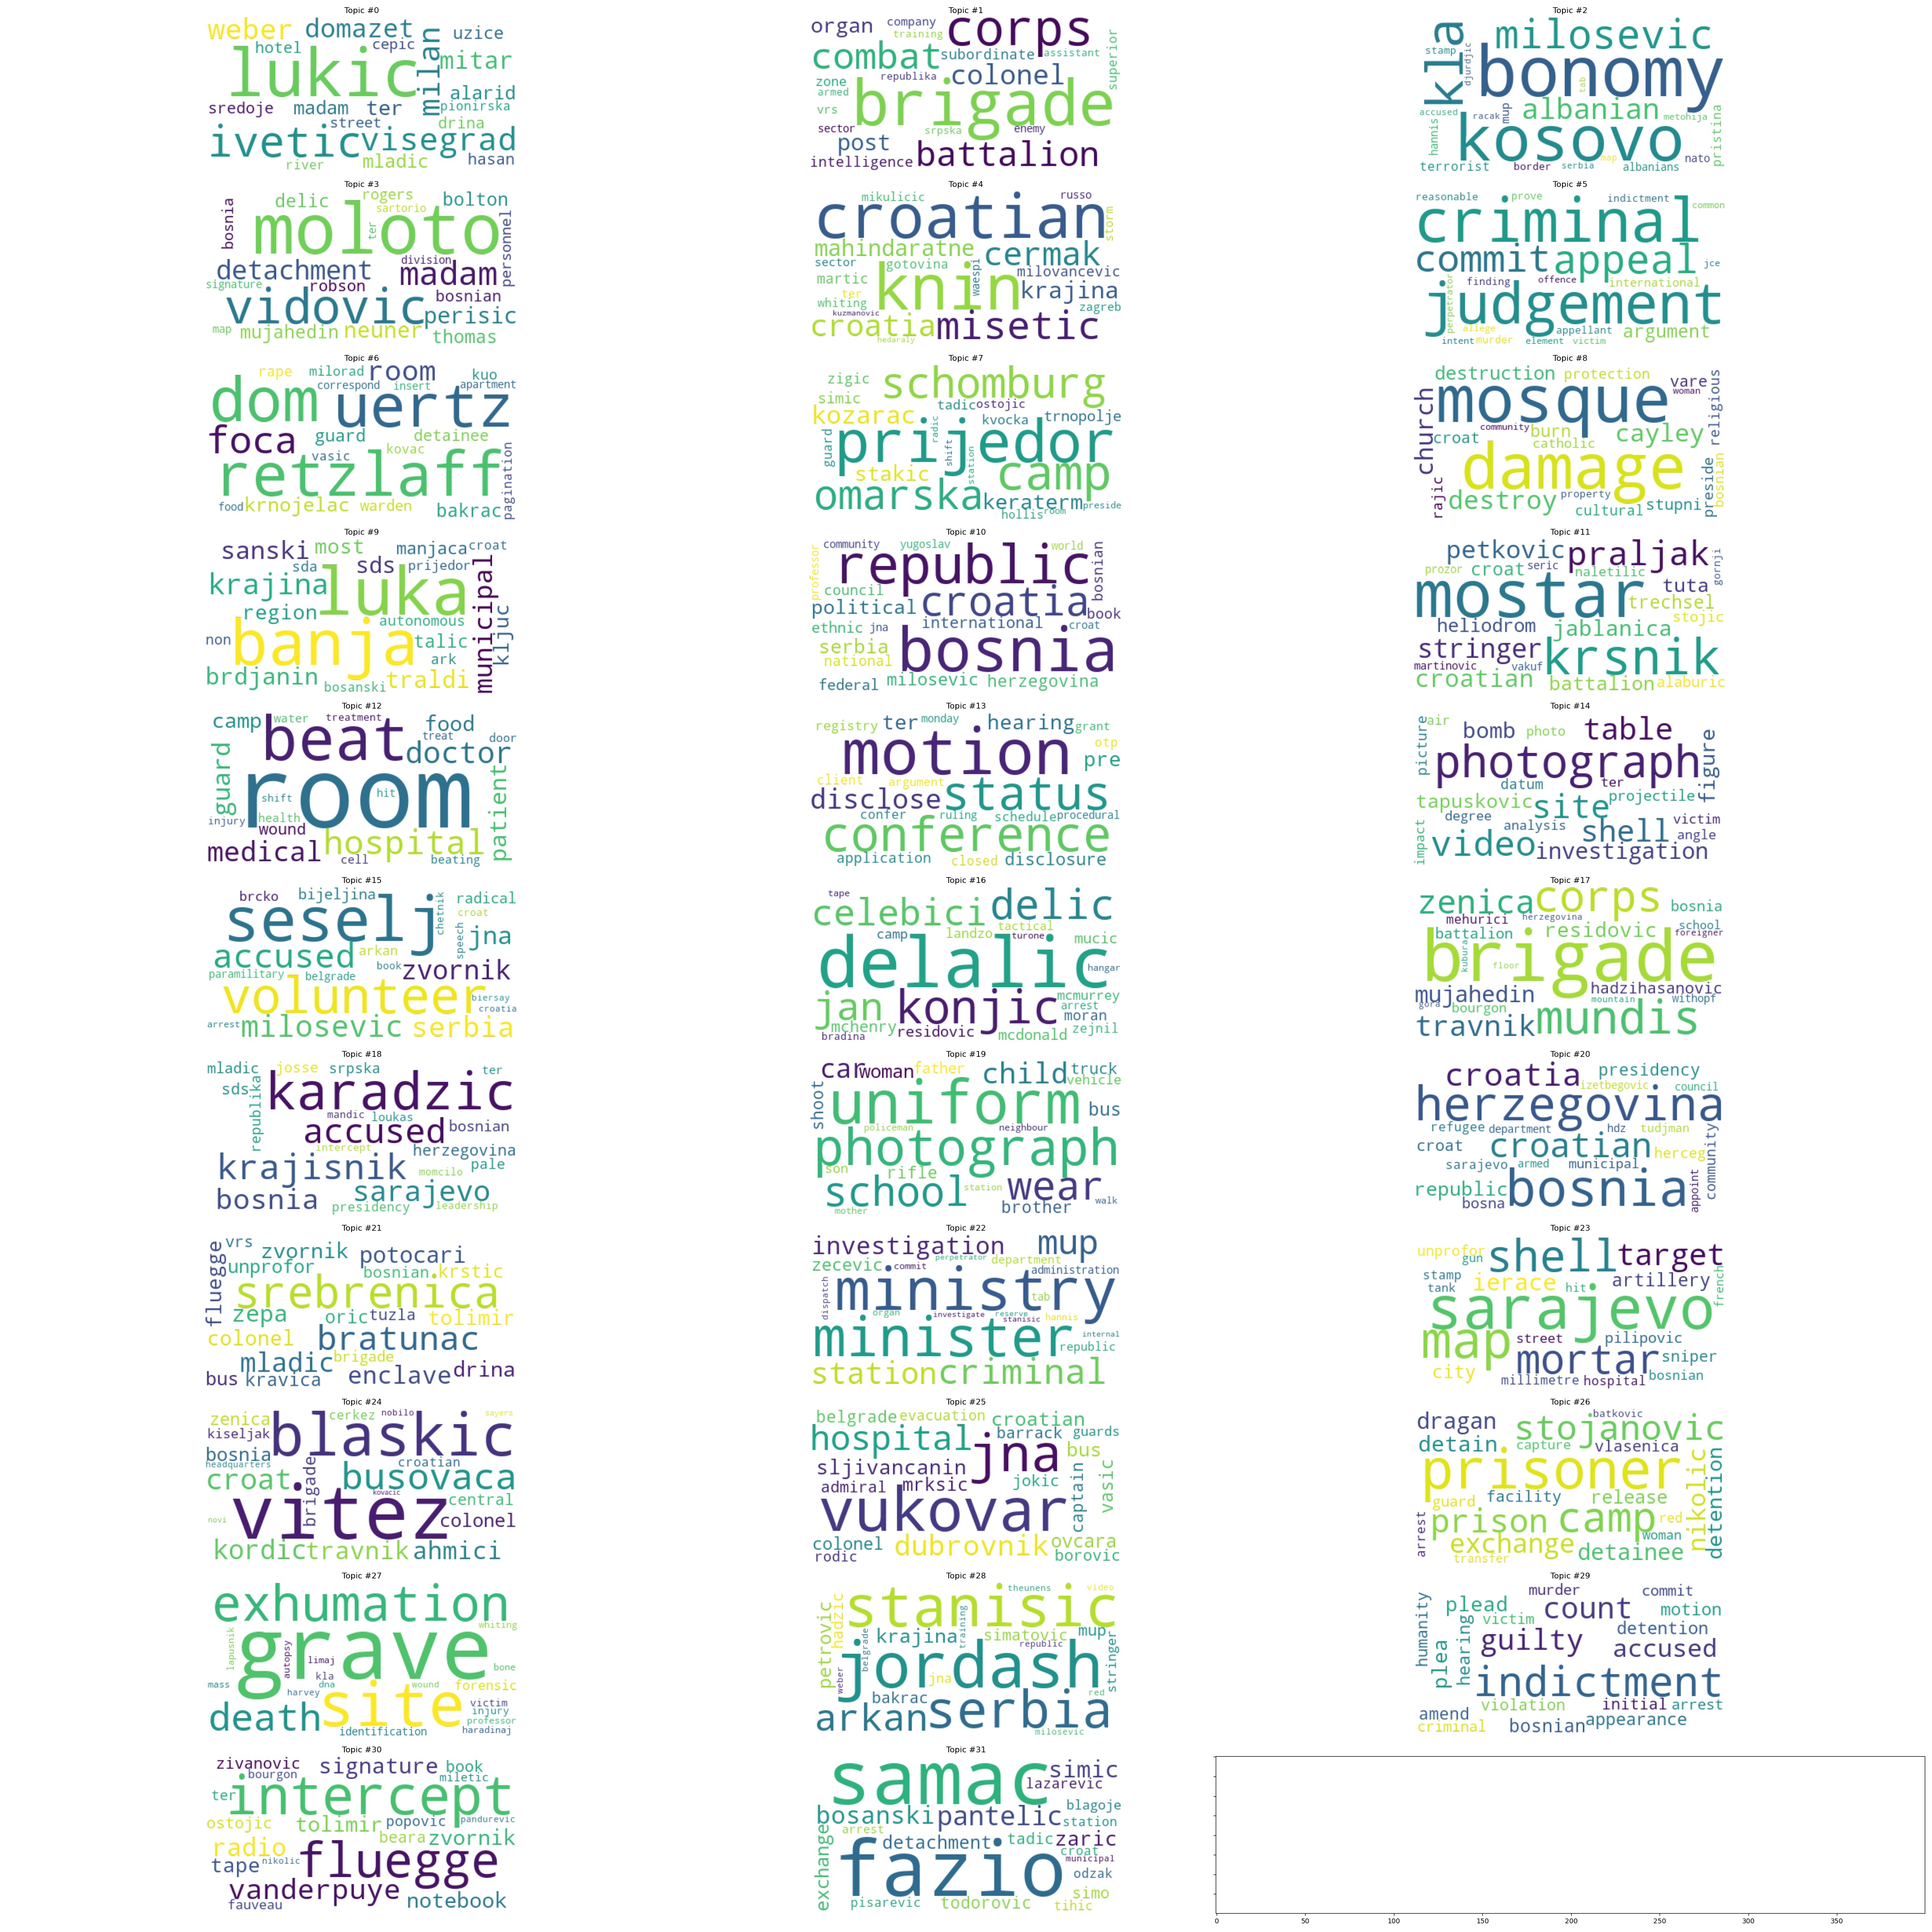 Topic #0
weber domazet uzice
hotel cepic milan mitar
lukic
alarid
pionirska
sredoje madam ter
street drina
ivetic visegrad
river mladic hasan
Topic #1
organ company training corps
combat subordinate assistant superior
zone republika colonel
armed brigade
vrs
sector srpska enemy
post
intelligence battalion
Topic #2
kla milosevic
stamp djurdjic bonomy
tab
accused racak mup albanian metohija
hannis kosovo pristina
terrorist border serbia map albanians nato
Topic #3
bosnia delic rogers bolton
sartorio
moloto ter personnel
detachment division madam
signature robson bosnian
vidovic perisic
map mujahedin neuner thomas
Topic #4
mikulicic russo
croatian storm
mahindaratne cermak
sector gotovina waespi milovancevic
martic knin krajina
ter
whiting zagreb
kuzmanovic
croatia misetic
hedaraly
Topic #5
reasonable prove indictment common
criminal
commit appeal jce
perpetrator finding offence international
judgement
allege appellant argument
intent murder element victim
Topic #6
rape milorad room kuo
correspond insert apartment
dom uertz
foca guard detainee
vasic kovac pagination
retzlaff
food krnojelac warden bakrac
Topic #7
zigic schomburg
simic tadic ostojic
kozarac kvocka trnopolje
guard prijedor radic shift station
stakic camp
omarska keraterm preside
hollis room
Topic #8
destruction protection vare religious
mosque woman
church community burn cayley
croat catholic
damage bosnian
rajic destroy property stupni preside
cultural
Topic #9
sanski most manjaca croat
sda sds prijedor
krajina luka municipal
region autonomous kljuc
non banja talic
ark
brdjanin bosanski traldi
Topic #10
professor community yugoslav world bosnian
republic
council
political croatia book
ethnic jna international croat
serbia
national bosnia
federal milosevic herzegovina
Topic #11
petkovic praljak
prozor croat seric naletilic gornji
mostar tuta
trechsel
heliodrom jablanica stojic
stringer krsnik
martinovic vakuf
croatian battalion alaburic
Topic #12
camp water treatment food
beat treat door
guard doctor
room patient
shift hit
injury health
wound
medical hospital
cell beating
Topic #13
registry ter monday hearing grant
motion otp
pre
client argument
disclose status
confer ruling schedule procedural
conference
application closed disclosure
Topic #14
picture air bomb photo table
photograph figure
datum ter
tapuskovic site projectile
degree victim
impact analysis shell angle
video investigation
Topic #15
brcko bijeljina radical
seselj chetnik croat
speech jna
accused arkan
paramilitary belgrade book zvornik
volunteer biersay
croatia
arrest milosevic serbia
Topic #16
tape
celebici delic
camp landzo tactical
turone mucic
delalic hangar
jan konjic mcmurrey
arrest
mchenry moran
bradina residovic mcdonald zejnil
Topic #17
zenica corps bosnia
mehurici herzegovina school
battalion residovic foreigner
brigade
kubura floor
mujahedin hadzihasanovic
gora bourgon mountain withopf
travnik mundis
Topic #18
mladic josse srpska ter
sds karadzic
republika mandic loukas
accused bosnian
intercept herzegovina
krajisnik momcilo pale
bosnia sarajevo
presidency leadership
Topic #19
car woman father child truck
vehicle
shoot uniform bus
policeman neighbour
photograph
son rifle
school station wear
mother brother walk
Topic #20
croatia presidency
izetbegovic council
herzegovina
refugee department hdz tudjman
croat croatian herceg community
sarajevo armed municipal
republic bosnia appoint
bosna
Topic #21
fluegge vrs zvornik potocari
unprofor bosnian krstic
srebrenica
zepa oric tuzla tolimir
colonel bratunac
mladic brigade
bus kravica enclave drina
Topic #22
investigation mup
zecevic commit perpetrator department
administration
dispatch ministry tab
organ investigate reserve stanisic hannis
minister internal
republic
station criminal
Topic #23
unprofor gun shell target
stamp ierace hit artillery french
tank
sarajevo
map street pilipovic
mortar sniper
city millimetre hospital bosnian
Topic #24
zenica cerkez nobilo sayers
kiseljak blaskic
bosnia
headquarters croatian
croat brigade busovaca
kovacic central
novi vitez colonel
kordic travnik ahmici
Topic #25
belgrade evacuation croatian
hospital barrack guards
jna bus
sljivancanin jokic
admiral mrksic captain vasic
vukovar
colonel dubrovnik ovcara
rodic borovic
Topic #26
dragan batkovic
stojanovic
detain capture vlasenica
prisoner nikolic detention
guard facility release
arrest prison camp red
woman
exchange detainee
transfer
Topic #27
exhumation
lapusnik whiting
grave
autopsy limaj bone
mass kla
dna wound forensic
harvey site victim
death injury
professor
identification haradinaj
Topic #28
theunens video
petrovic hadzic stanisic
training
belgrade krajina simatovic mup
republic
jordash stringer
weber jna
bakrac red
arkan serbia
milosevic
Topic #29
murder commit
humanity plead count motion
victim
hearing detention
plea guilty accused
indictment
violation initial arrest
amend
criminal bosnian appearance
Topic #30
zivanovic signature book
bourgon miletic
ter intercept
ostojic tolimir popovic pandurevic
beara zvornik
radio
tape nikolic fluegge
vanderpuye notebook
fauveau
Topic #31
samac simic
lazarevic
bosanski pantelic blagoje
station
arrest
exchange detachment tadic zaric
croat
municipal
fazio odzak
simo
pisarevic todorovic tihic
0 50 100 150 200 250 300 350